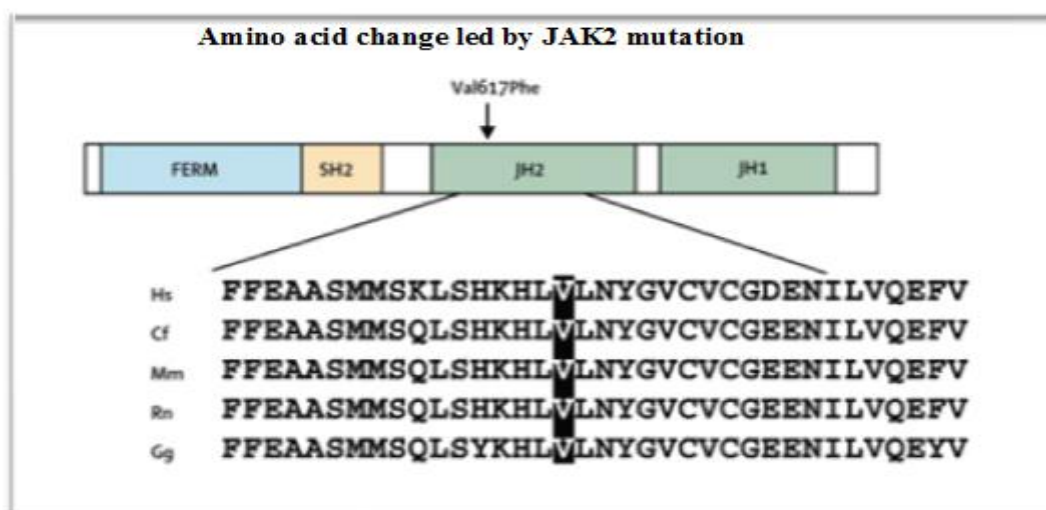 Amino acid change led by JAK2 mutation
Val617Phe
FERM SH2 JH2 JH1
Hs FFEAASMMSKLSHKHLVLNYGVCVCGDENILVQEFV
Cf FFEAASMMSQLSHKHLVLNYGVCVCGEENILVQEFV
Mm FFEAASMMSQLSHKHLVLNYGVCVCGEENILVQEFV
Rn FFEAASMMSQLSHKHLVLNYGVCVCGEENILVQEFV
Gg FFEAASMMSQLSYKHLVLNYGVCVCGEENILVQEYV